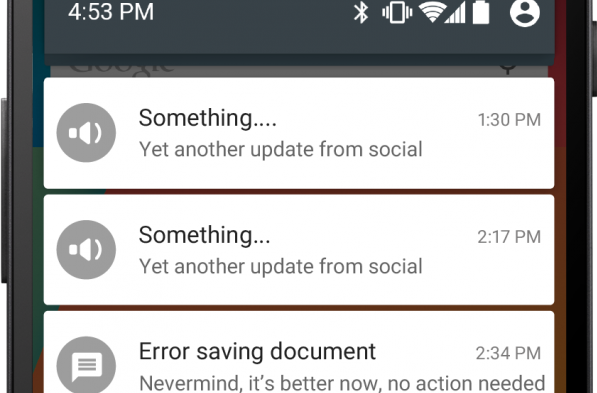 4:53 PM
Google
Something.... 1:30 PM
Yet another update from social
Something... 2:17 PM
Yet another update from social
Error saving document 2:34 PM
Nevermind, it's better now, no action needed